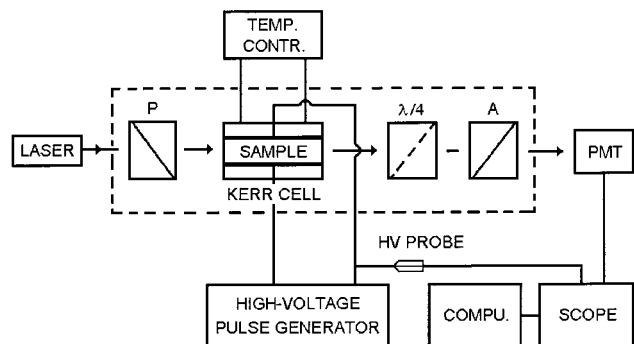 TEMP.
CONTR.
P
λ/4
A
LASER
SAMPLE
PMT
KERR CELL
HV PROBE
HIGH-VOLTAGE
PULSE GENERATOR
COMPU.
SCOPE